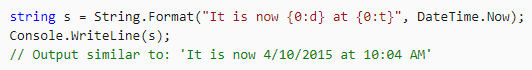 string s = String.Format("It is now {0:d} at {0:t}", DateTime.Now);
Console.WriteLine(s);
// Output similar to: 'It is now 4/10/2015 at 10:04 AM'